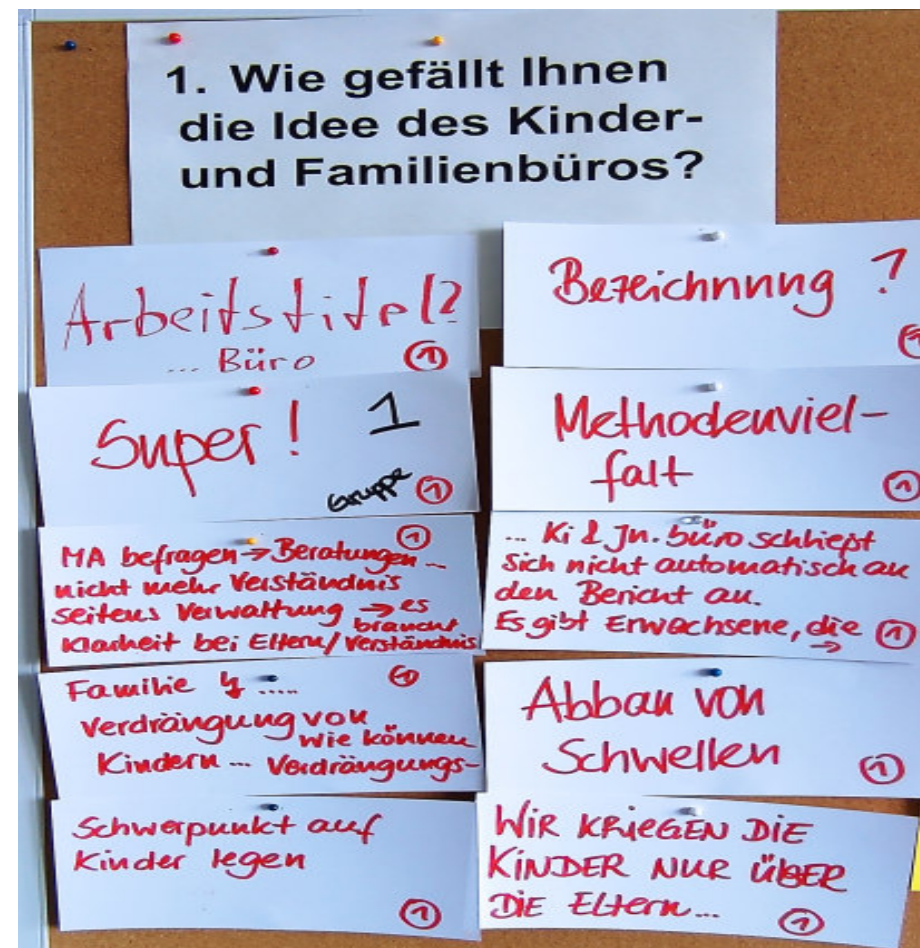 1. Wie gefällt Ihnen
die Idee des Kinder-
und Familienbüros?
Arbeitstitel?
... Büro ①
Bezeichnung ?
①
Super! 1
Gruppe ①
Methodenviel-
falt
①
①
MA befragen → Beratungen...
nicht mehr Verständnis
seitens Verwaltung → es
braucht
Klarheit bei Eltern/Verständnis
... Ki & Jn. büro schließt
sich nicht automatisch an
den Bericht an.
Es gibt Erwachsene, die ①
→
Familie ↯ ..... ①
Verdrängung von
wie können
Kindern ... Verdrängungs-
Abbau von
Schwellen ①
Schwerpunkt auf
Kinder legen
①
WIR KRIEGEN DIE
KINDER NUR ÜBER
DIE ELtern... ①